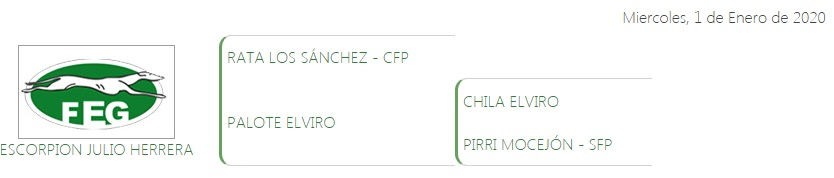 Miercoles, 1 de Enero de 2020
RATA LOS SÁNCHEZ - CFP
FEG
CHILA ELVIRO
PALOTE ELVIRO
PIRRI MOCEJÓN - SFP
ESCORPION JULIO HERRERA